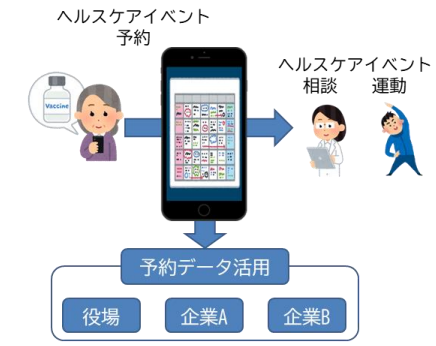 ヘルスケアイベント
予約
ヘルスケアイベント
相談　運動
Vaccine
予約データ活用
役場
企業A
企業B